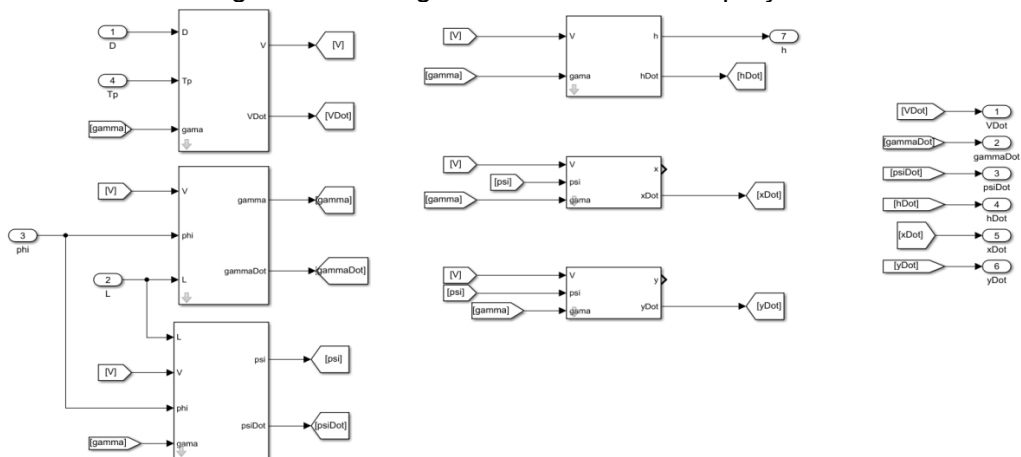 1
D
D
V
[V]
4
Tp
Tp
[gamma]
gama
VDot
[VDot]
[V]
V
gamma
[gamma]
3
phi
phi
2
L
L
gammaDot
[gammaDot]
L
psi
[psi]
[V]
V
phi
psiDot
[psiDot]
[gamma]
gama
[V]
V
h
7
h
[gamma]
gama
hDot
[hDot]
[V]
V
x
[psi]
psi
[gamma]
gama
xDot
[xDot]
[V]
V
y
[psi]
psi
[gamma]
gama
yDot
[yDot]
[VDot]
1
VDot
[gammaDot]
2
gammaDot
[psiDot]
3
psiDot
[hDot]
4
hDot
[xDot]
5
xDot
[yDot]
6
yDot